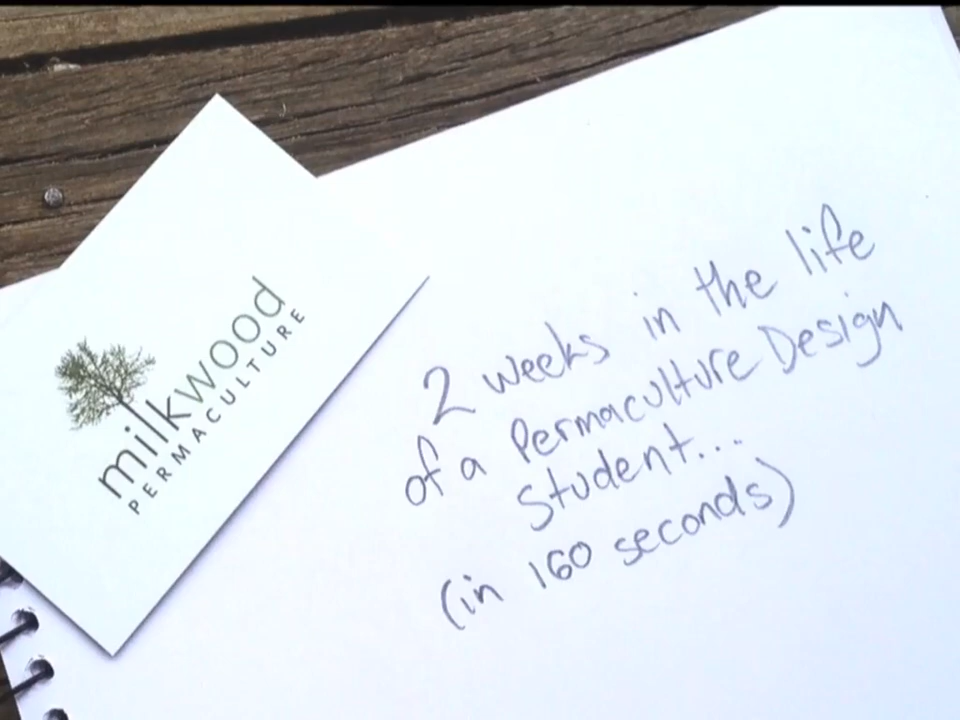 milkwood
PERMACULTURE
2 weeks in the life
of a Permaculture Design
Student...
(in 160 seconds)